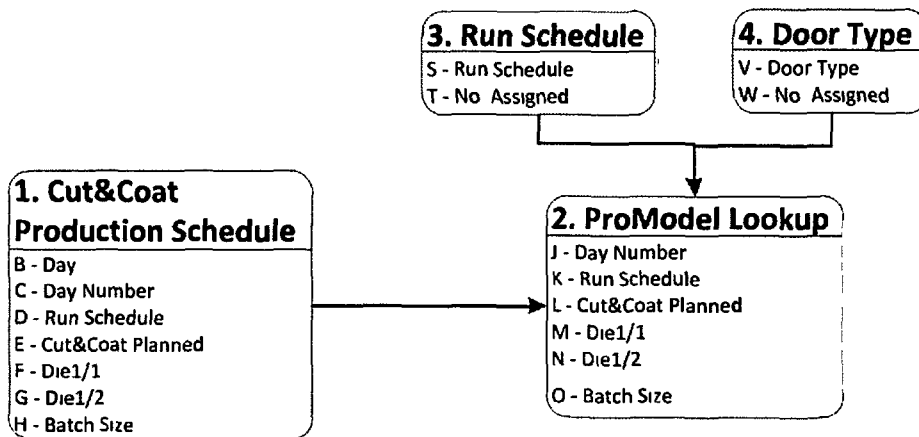 3. Run Schedule
S - Run Schedule
T - No Assigned
4. Door Type
V - Door Type
W - No Assigned
1. Cut&Coat
Production Schedule
B - Day
C - Day Number
D - Run Schedule
E - Cut&Coat Planned
F - Die1/1
G - Die1/2
H - Batch Size
2. ProModel Lookup
J - Day Number
K - Run Schedule
L - Cut&Coat Planned
M - Die1/1
N - Die1/2
O - Batch Size